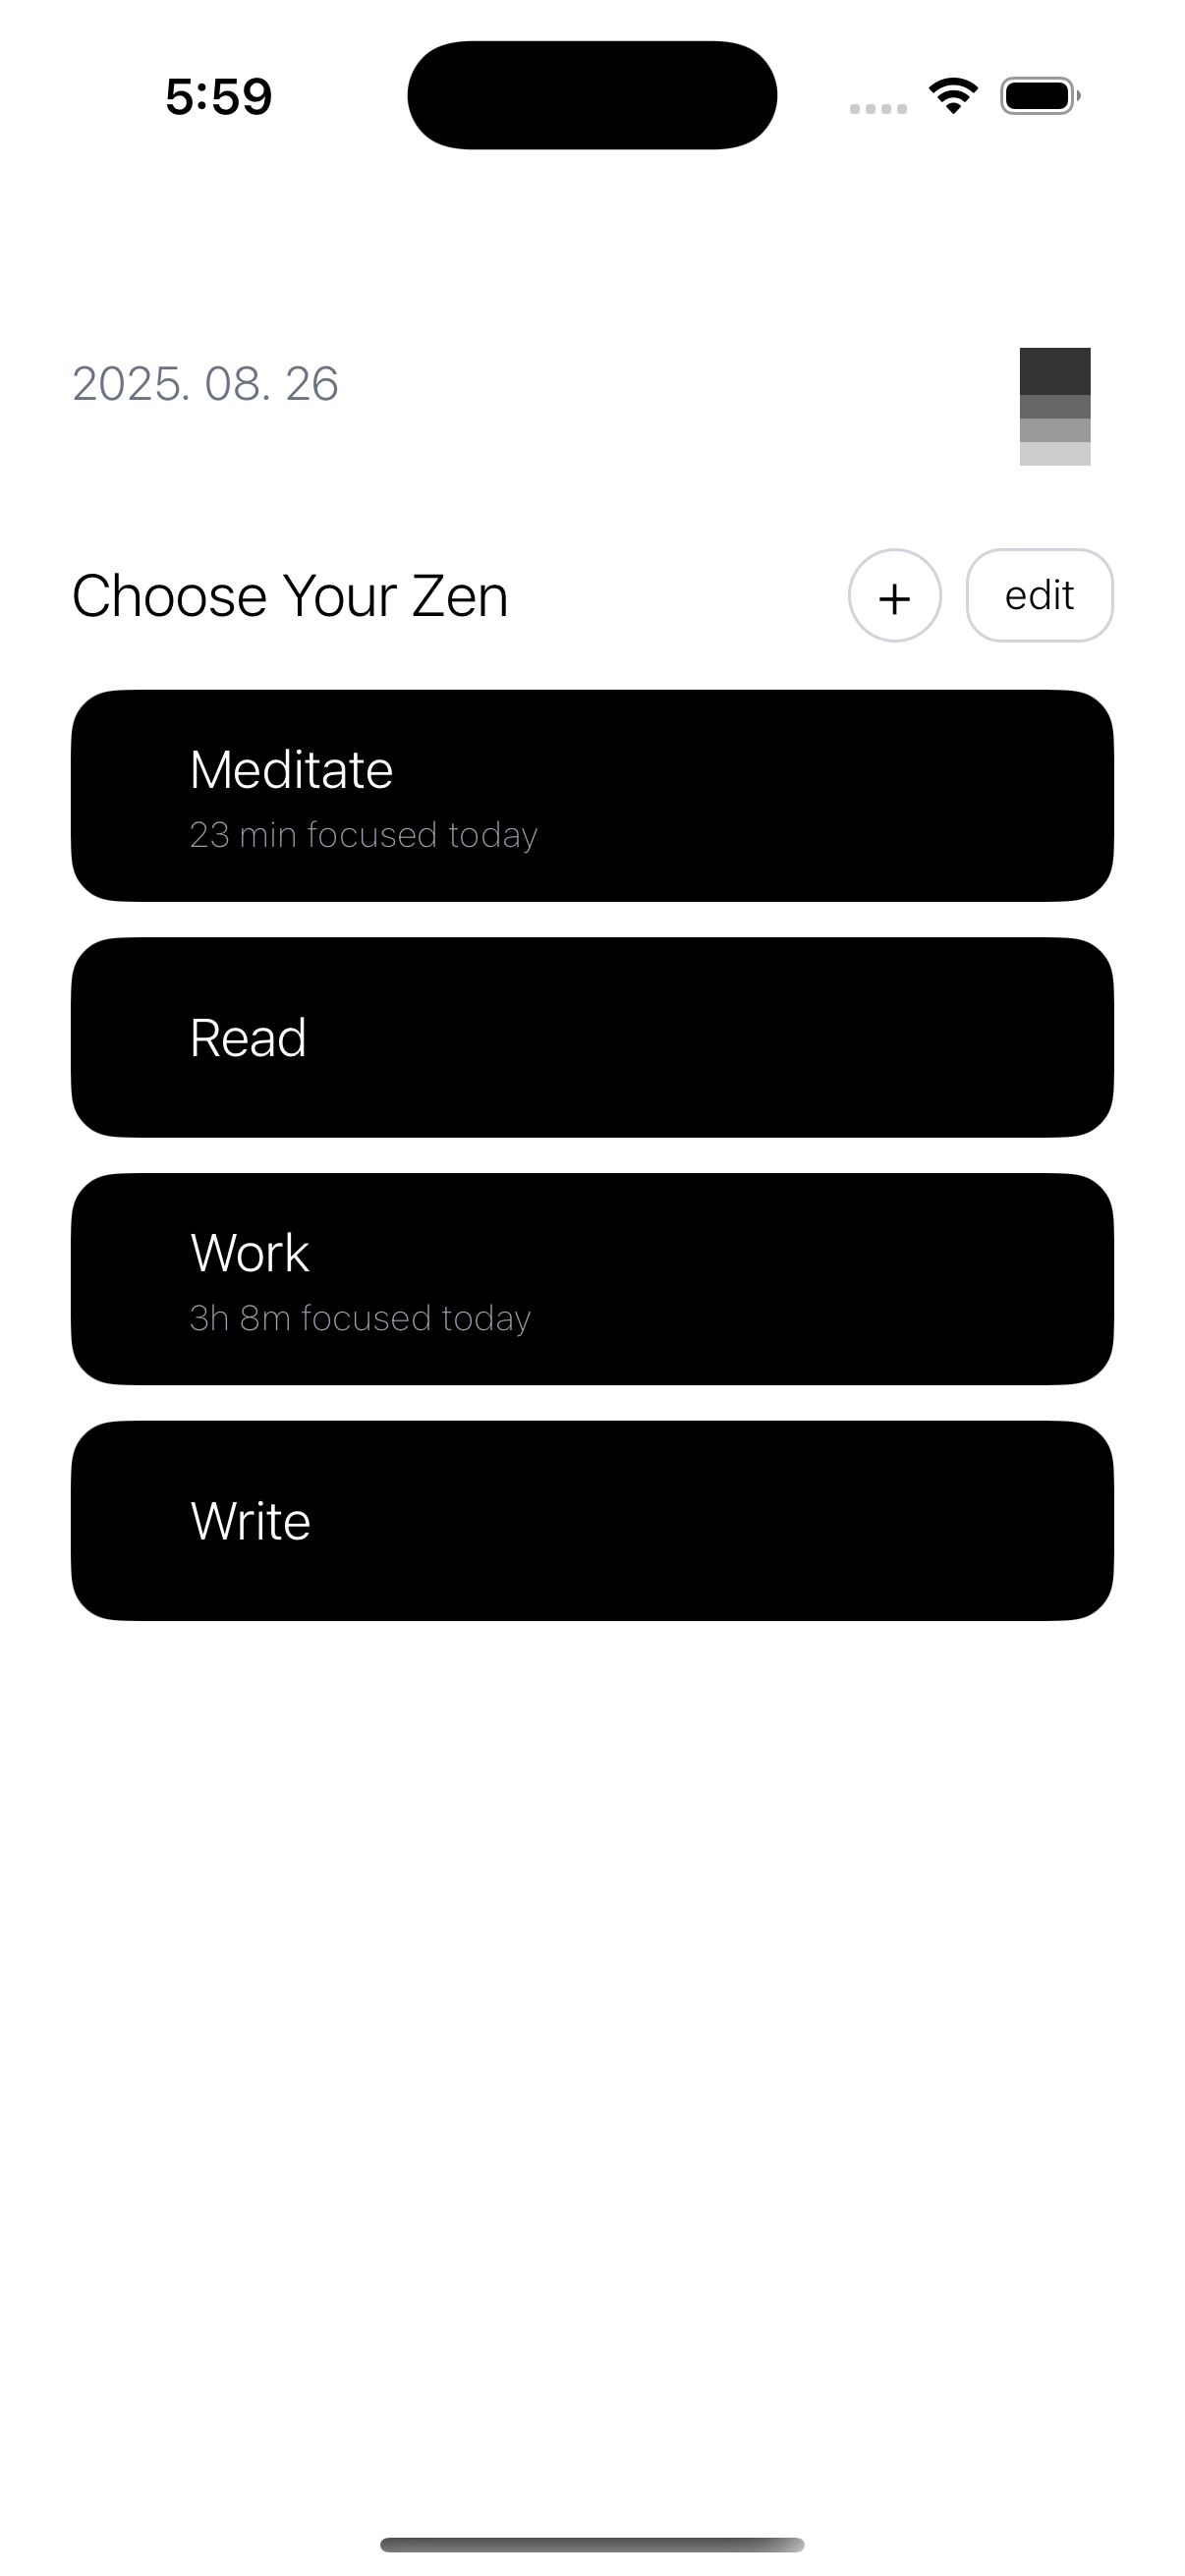 5:59
2025. 08. 26
Choose Your Zen
+ edit
Meditate
23 min focused today
Read
Work
3h 8m focused today
Write